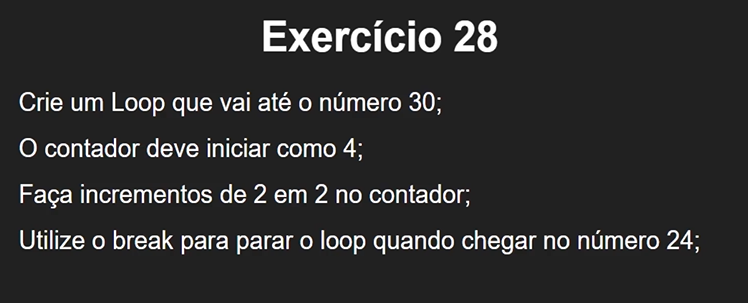 Exercício 28
Crie um Loop que vai até o número 30;
O contador deve iniciar como 4;
Faça incrementos de 2 em 2 no contador;
Utilize o break para parar o loop quando chegar no número 24;